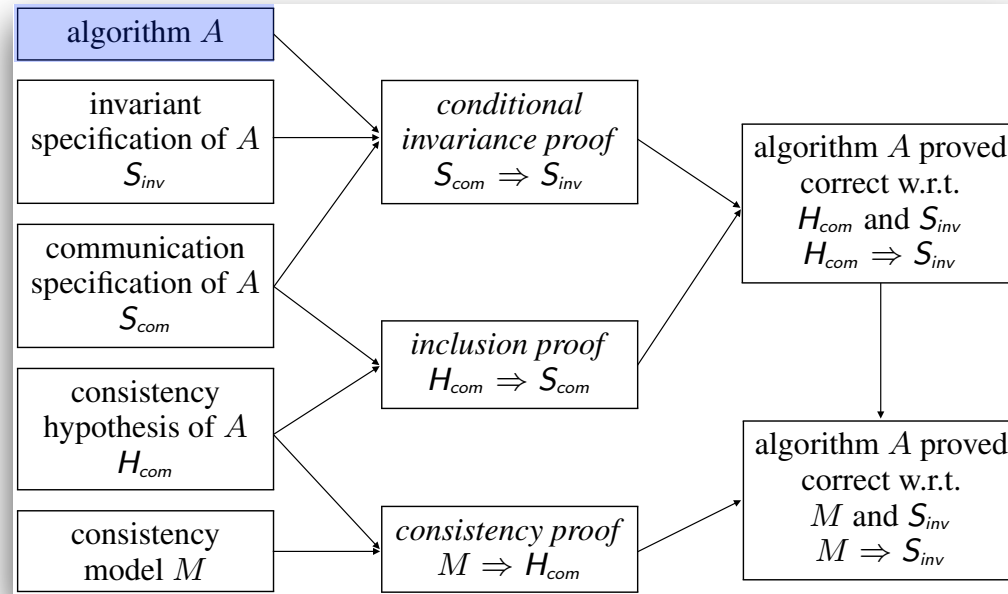 algorithm A
invariant
specification of A
S_inv
communication
specification of A
S_com
consistency
hypothesis of A
H_com
consistency
model M
conditional
invariance proof
S_com ⇒ S_inv
inclusion proof
H_com ⇒ S_com
consistency proof
M ⇒ H_com
algorithm A proved
correct w.r.t.
H_com and S_inv
H_com ⇒ S_inv
algorithm A proved
correct w.r.t.
M and S_inv
M ⇒ S_inv